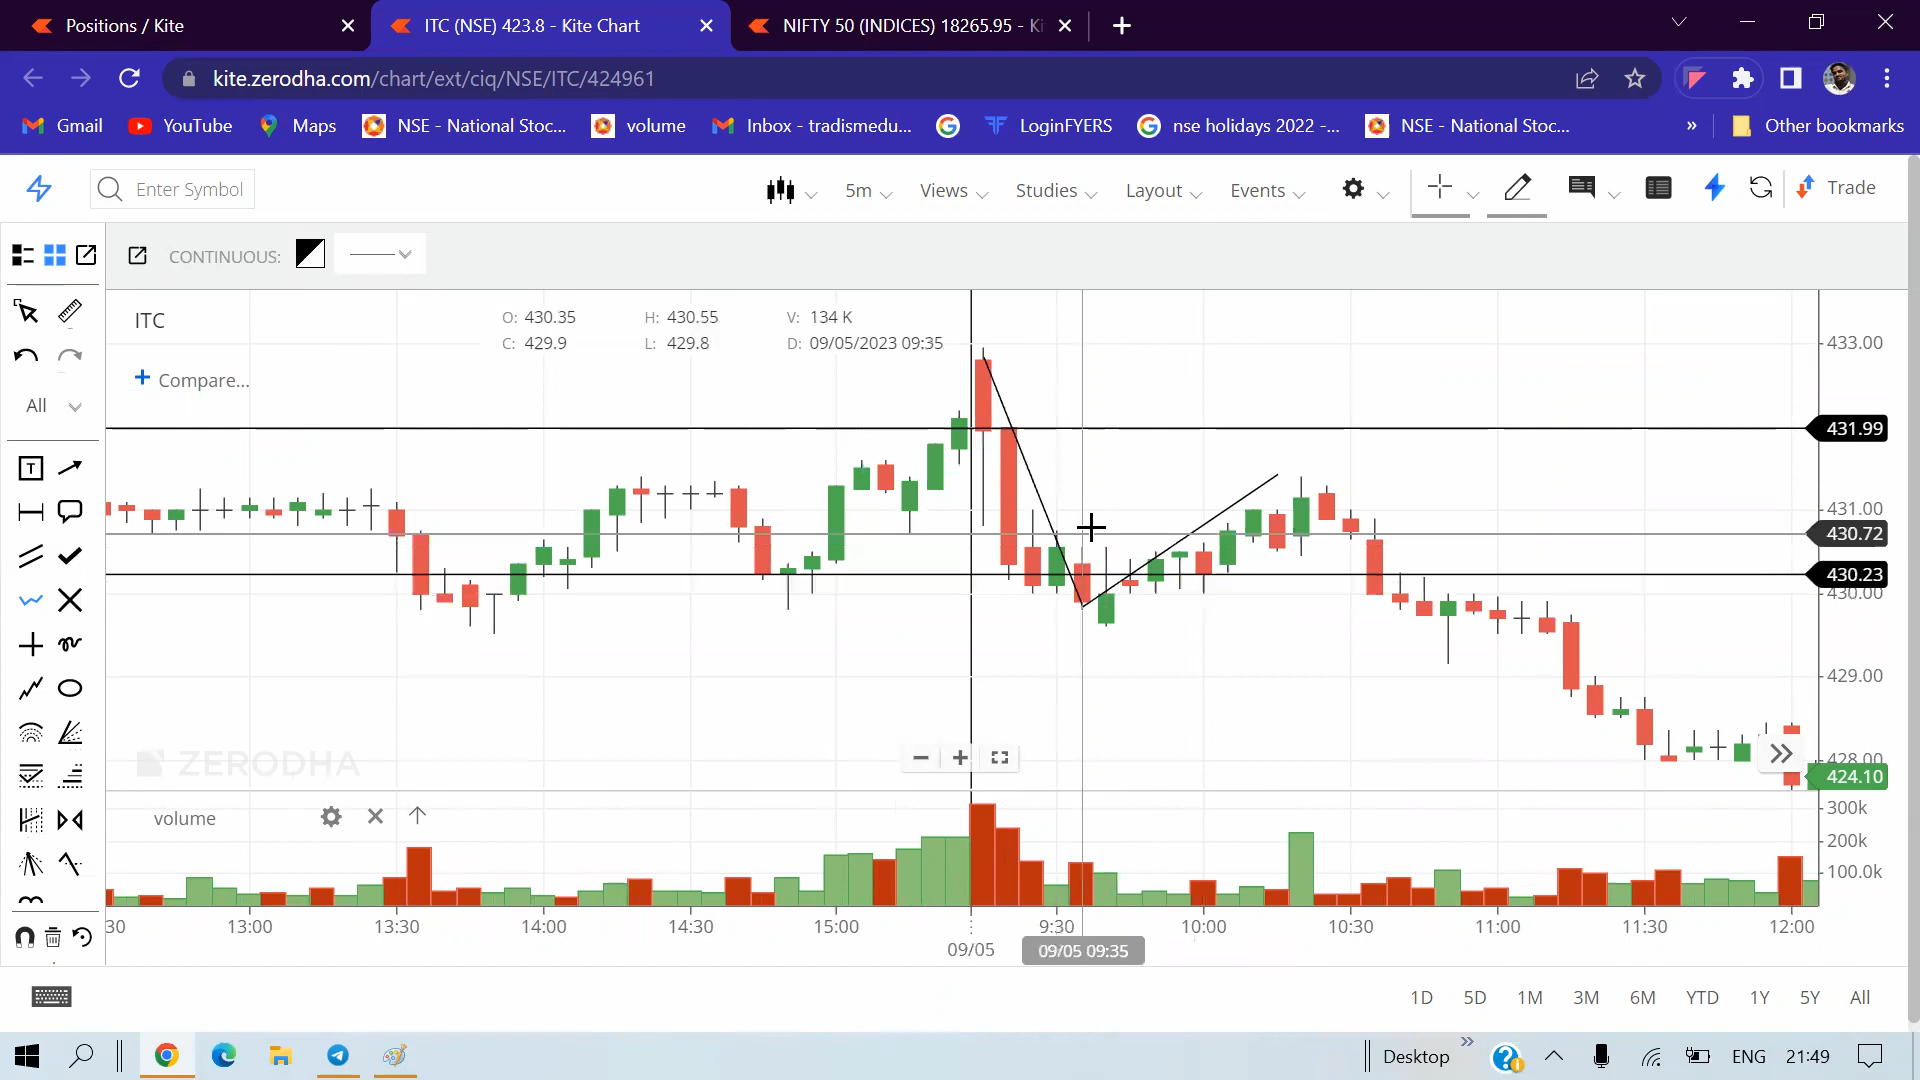 Positions / Kite
ITC (NSE) 423.8 - Kite Chart
NIFTY 50 (INDICES) 18265.95 - Ki
kite.zerodha.com/chart/ext/ciq/NSE/ITC/424961
Gmail
YouTube
Maps
NSE - National Stoc...
volume
Inbox - tradismedu...
LoginFYERS
nse holidays 2022 -...
NSE - National Stoc...
»
Other bookmarks
Enter Symbol
5m
Views
Studies
Layout
Events
Trade
CONTINUOUS:
ITC
O: 430.35
H: 430.55
V: 134 K
C: 429.9
L: 429.8
D: 09/05/2023 09:35
+ Compare...
All
T
433.00
431.99
431.00
430.72
430.23
430.00
429.00
428.00
424.10
ZERODHA
volume
300k
200k
100.0k
:30
13:00
13:30
14:00
14:30
15:00
9:30
10:00
10:30
11:00
11:30
12:00
09/05
09/05 09:35
1D
5D
1M
3M
6M
YTD
1Y
5Y
All
Desktop
»
ENG
21:49